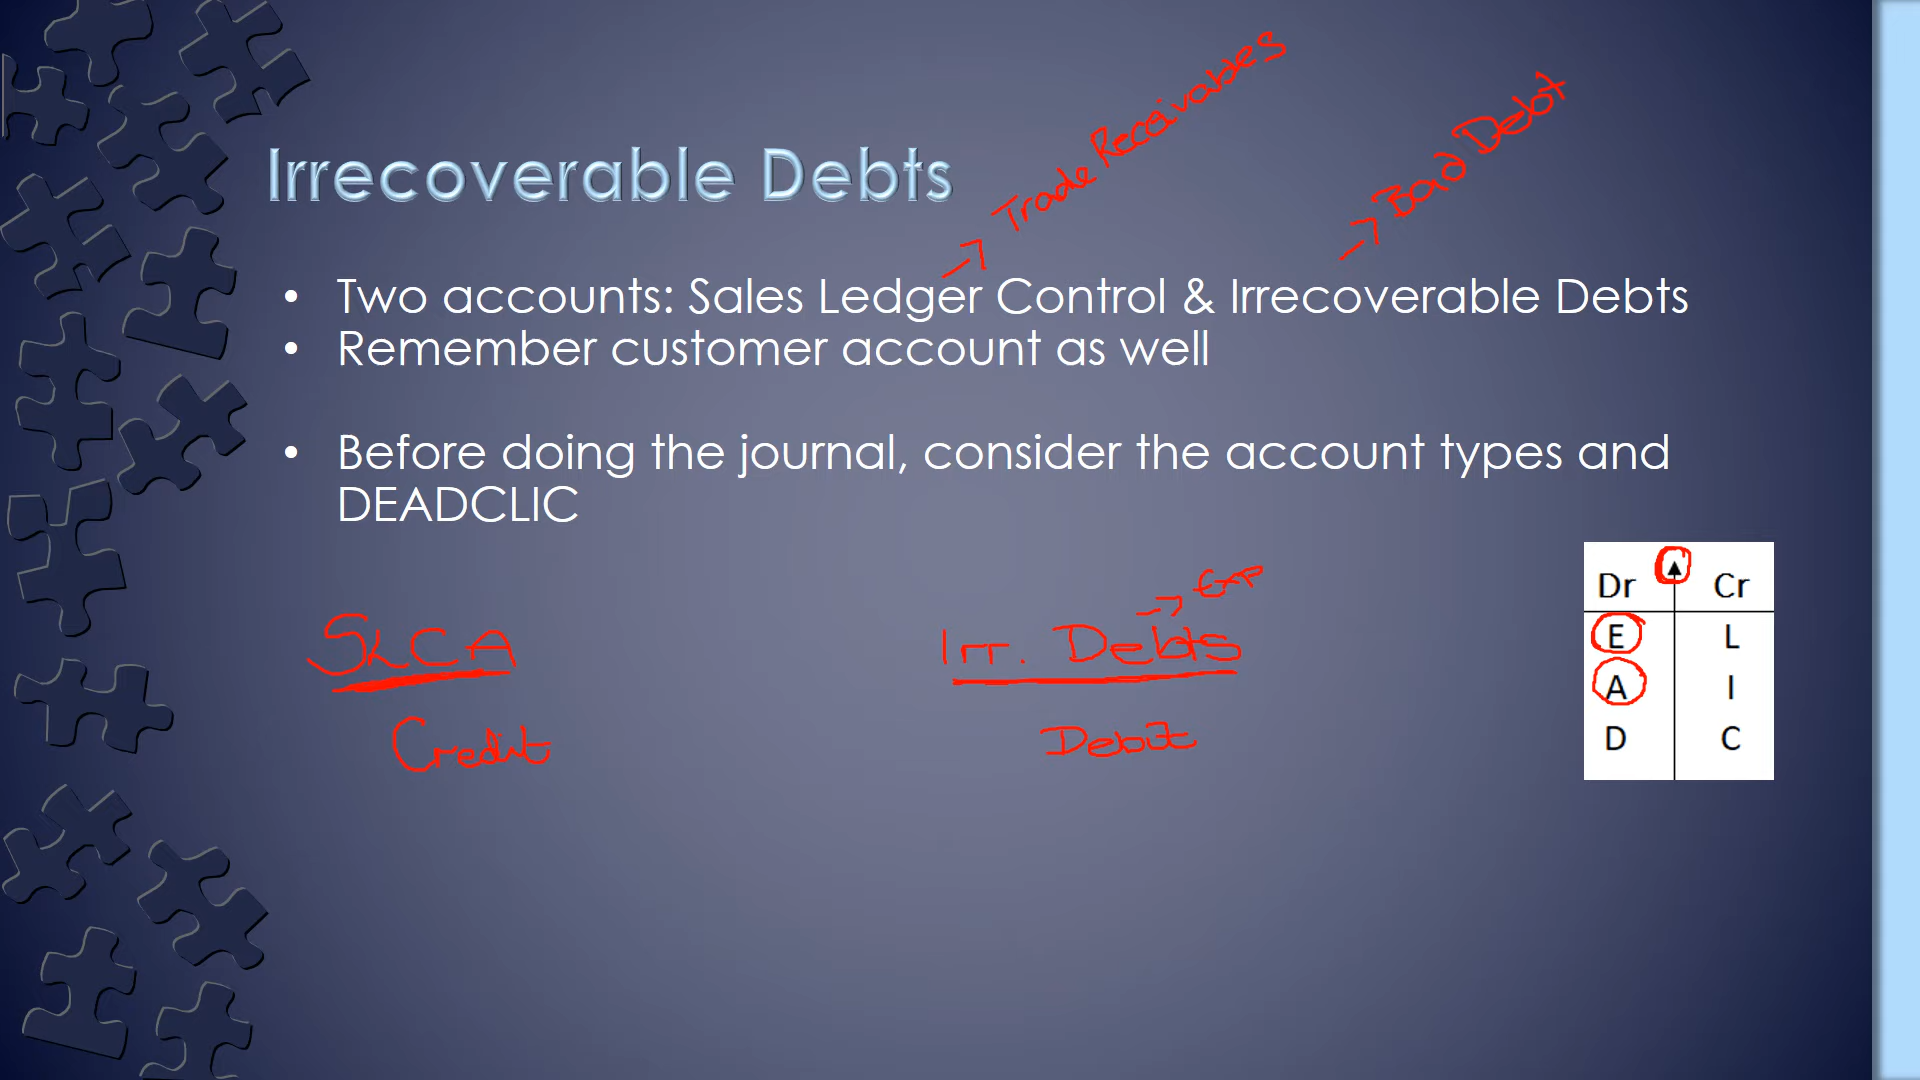 Irrecoverable Debts
→ Trade Receivables
→ Bad Debt
• Two accounts: Sales Ledger Control & Irrecoverable Debts
• Remember customer account as well
• Before doing the journal, consider the account types and
DEADCLIC
→ Exp
SLCA
Irr. Debts
Credit
Debit
Dr Cr
E L
A I
D C